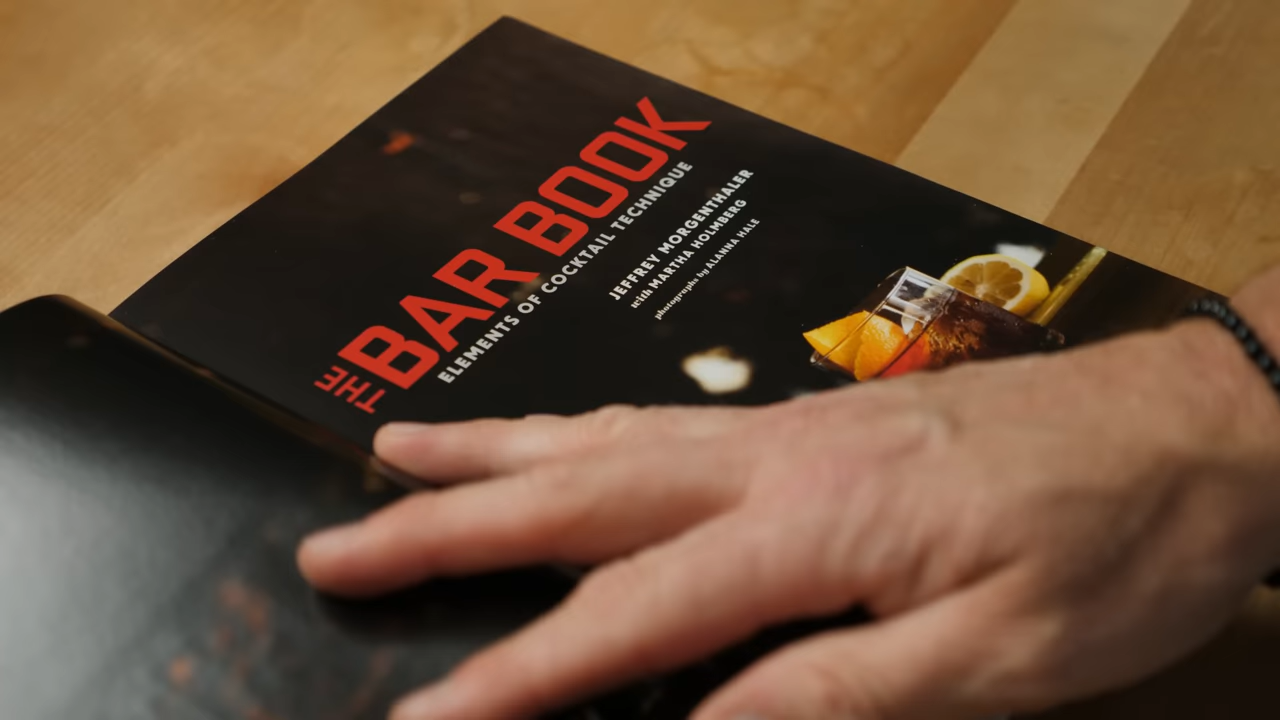 THE
BAR BOOK
ELEMENTS OF COCKTAIL TECHNIQUE
JEFFREY MORGENTHALER
with MARTHA HOLMBERG
photographs by ALANNA HALE